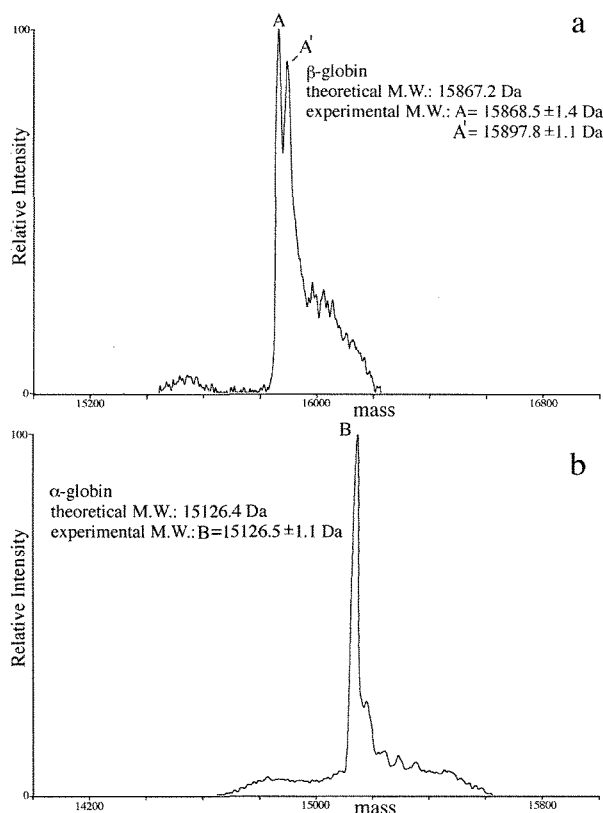 a
100
A
A'
β-globin
theoretical M.W.: 15867.2 Da
experimental M.W.: A= 15868.5 ±1.4 Da
A'= 15897.8 ±1.1 Da
Relative Intensity
0
15200
16000
mass
16800
b
100
B
α-globin
theoretical M.W.: 15126.4 Da
experimental M.W.: B=15126.5 ±1.1 Da
Relative Intensity
0
14200
15000
mass
15800